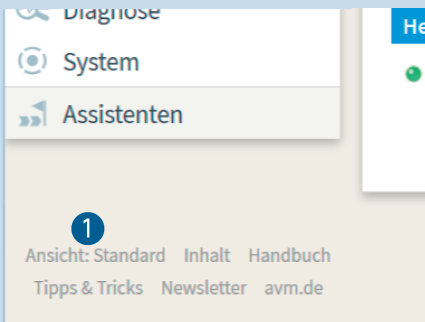 Diagnose
He
System
Assistenten
1
Ansicht: Standard Inhalt Handbuch
Tipps & Tricks Newsletter avm.de